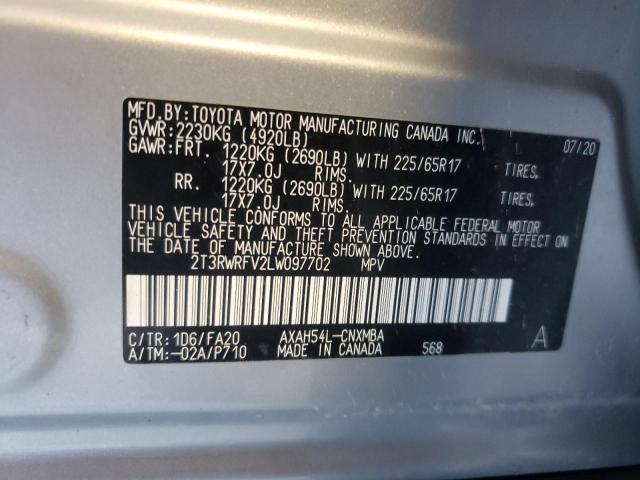 MFD.BY:TOYOTA MOTOR MANUFACTURING CANADA INC. 07/20
GVWR:2230KG (4920LB)
GAWR:FRT. 1220KG (2690LB) WITH 225/65R17 TIRES,
17X7.0J RIMS.
RR. 1220KG (2690LB) WITH 225/65R17 TIRES,
17X7.0J RIMS.
THIS VEHICLE CONFORMS TO ALL APPLICABLE FEDERAL MOTOR
VEHICLE SAFETY AND THEFT PREVENTION STANDARDS IN EFFECT ON
THE DATE OF MANUFACTURE SHOWN ABOVE.
2T3RWRFV2LW097702 MPV
C/TR:1D6/FA20 AXAH54L-CNXMBA A
A/TM:-02A/P710 MADE IN CANADA 568